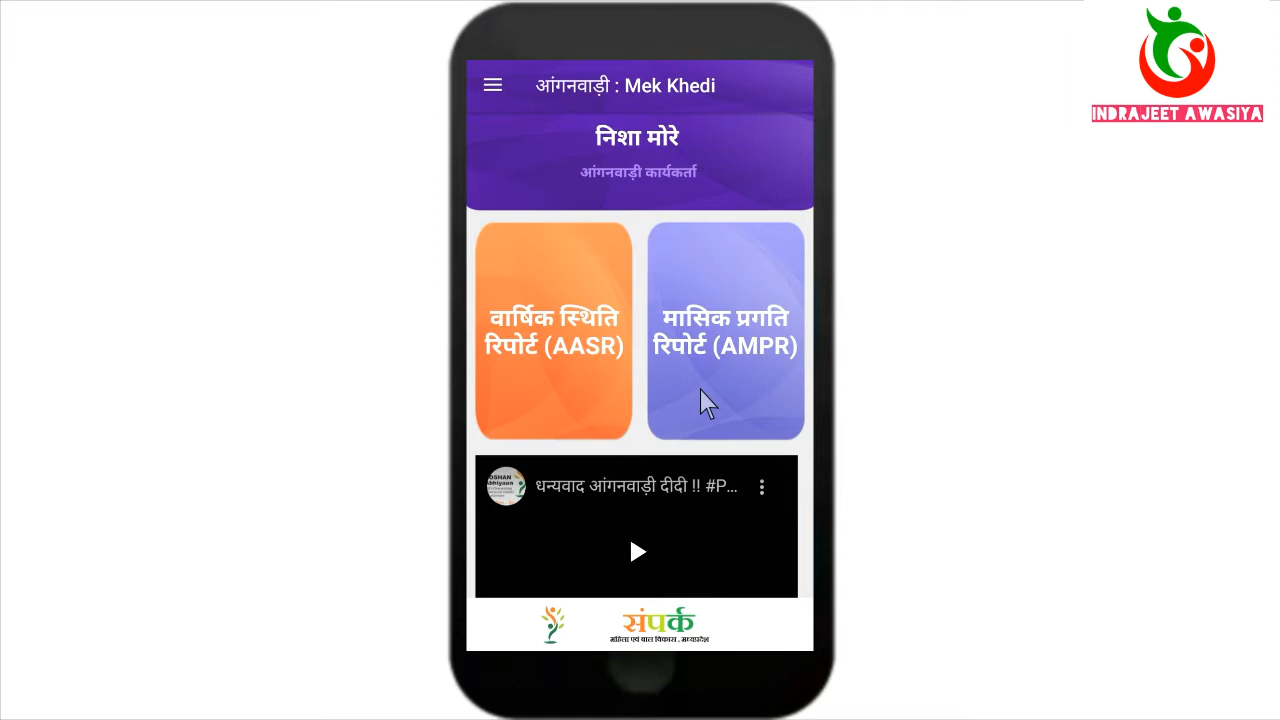 INDRAJEET AWASIYA
आंगनवाड़ी : Mek Khedi
निशा मोरे
आंगनवाड़ी कार्यकर्ता
वार्षिक स्थिति
रिपोर्ट (AASR)
मासिक प्रगति
रिपोर्ट (AMPR)
धन्यवाद आंगनवाड़ी दीदी !! #P...
संपर्क
महिला एवं बाल विकास , मध्यप्रदेश